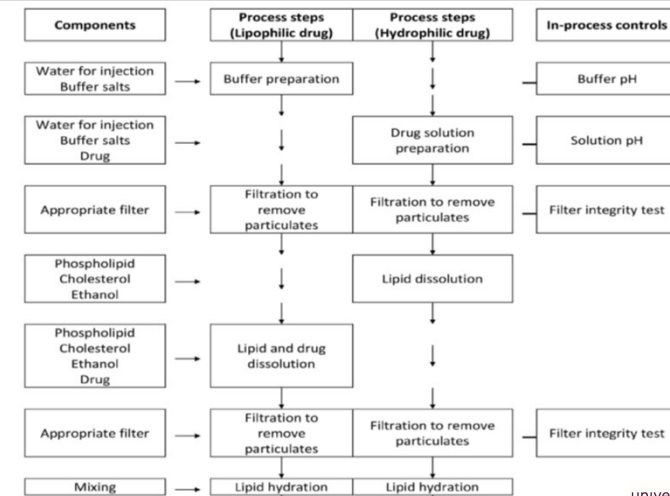 Components
Process steps
(Lipophilic drug)
Process steps
(Hydrophilic drug)
In-process controls
Water for injection
Buffer salts
Buffer preparation
Buffer pH
Water for injection
Buffer salts
Drug
Drug solution
preparation
Solution pH
Appropriate filter
Filtration to
remove
particulates
Filtration to remove
particulates
Filter integrity test
Phospholipid
Cholesterol
Ethanol
Lipid dissolution
Phospholipid
Cholesterol
Ethanol
Drug
Lipid and drug
dissolution
Appropriate filter
Filtration to
remove
particulates
Filtration to remove
particulates
Filter integrity test
Mixing
Lipid hydration
Lipid hydration